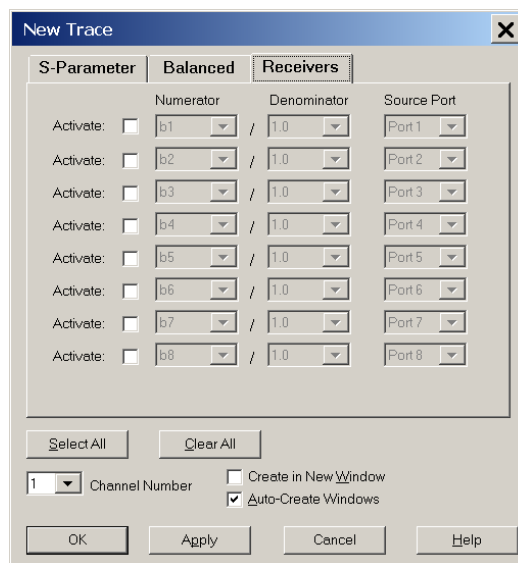 New Trace
S-Parameter Balanced Receivers
Numerator Denominator Source Port
Activate: b1 / 1.0 Port 1
Activate: b2 / 1.0 Port 2
Activate: b3 / 1.0 Port 3
Activate: b4 / 1.0 Port 4
Activate: b5 / 1.0 Port 5
Activate: b6 / 1.0 Port 6
Activate: b7 / 1.0 Port 7
Activate: b8 / 1.0 Port 8
Select All Clear All
1 Channel Number
Create in New Window
Auto-Create Windows
OK Apply Cancel Help